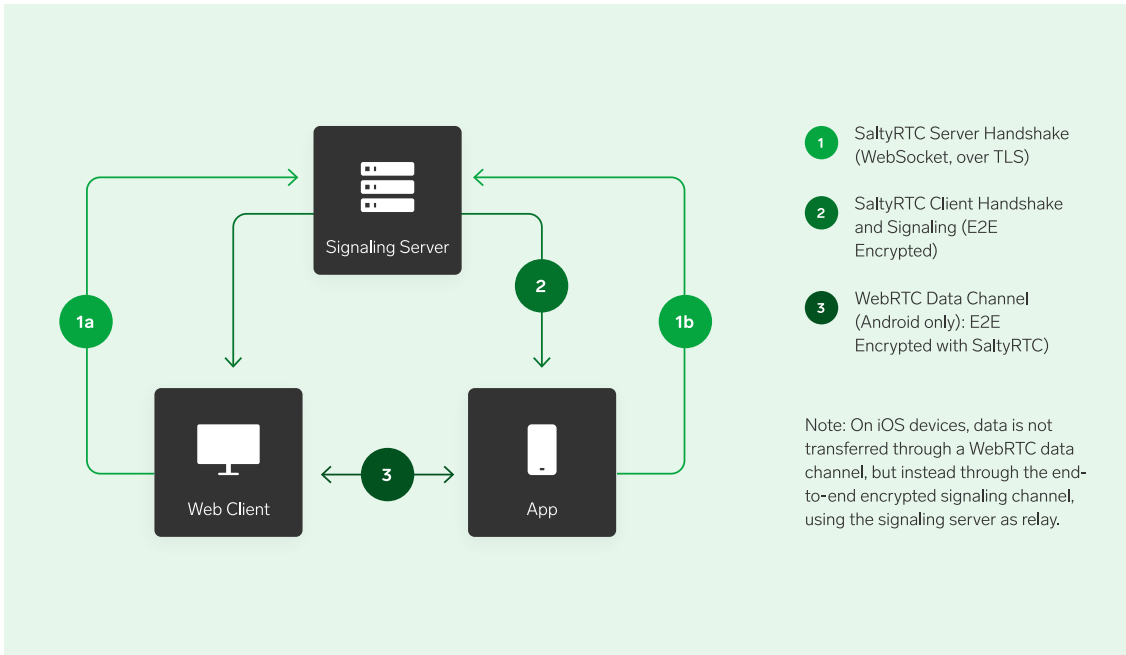 Signaling Server
2
1a
1b
3
Web Client
App
1
SaltyRTC Server Handshake
(WebSocket, over TLS)
2
SaltyRTC Client Handshake
and Signaling (E2E
Encrypted)
3
WebRTC Data Channel
(Android only): E2E
Encrypted with SaltyRTC)
Note: On iOS devices, data is not
transferred through a WebRTC data
channel, but instead through the end-
to-end encrypted signaling channel,
using the signaling server as relay.